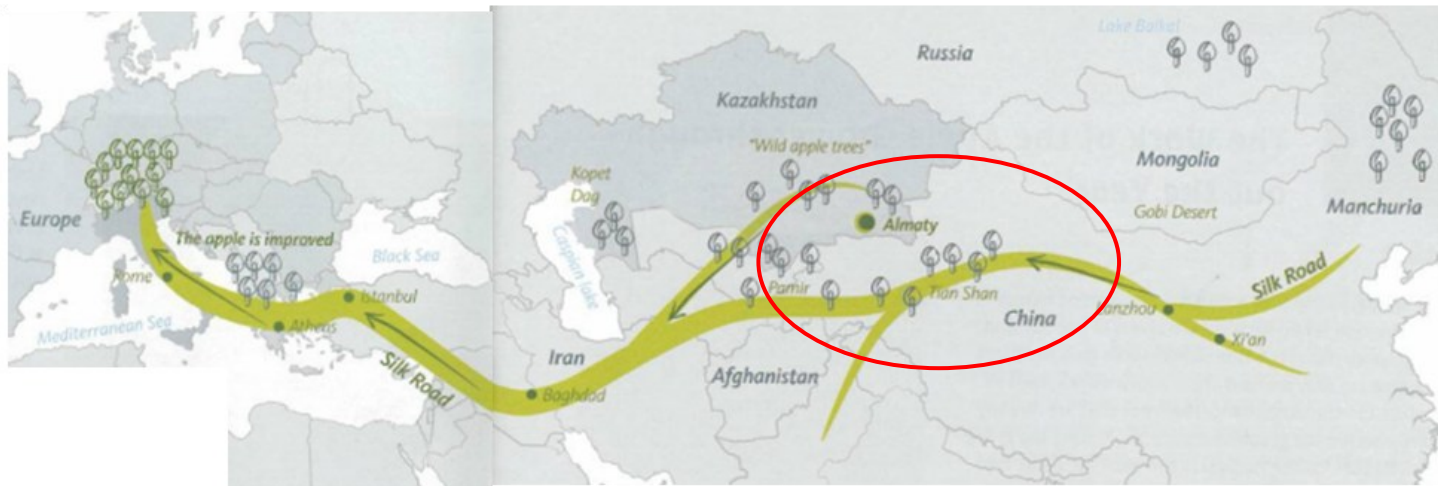 Lake Baikal
Russia
Kazakhstan
"Wild apple trees"
Mongolia
Kopet
Dag
Gobi Desert
Manchuria
Europe
Almaty
The apple is improved
Black Sea
Caspian lake
Rome
Istanbul
Pamir
Tian Shan
Silk Road
Mediterranean Sea
Athens
China
Lanzhou
Xi'an
Iran
Silk Road
Afghanistan
Baghdad